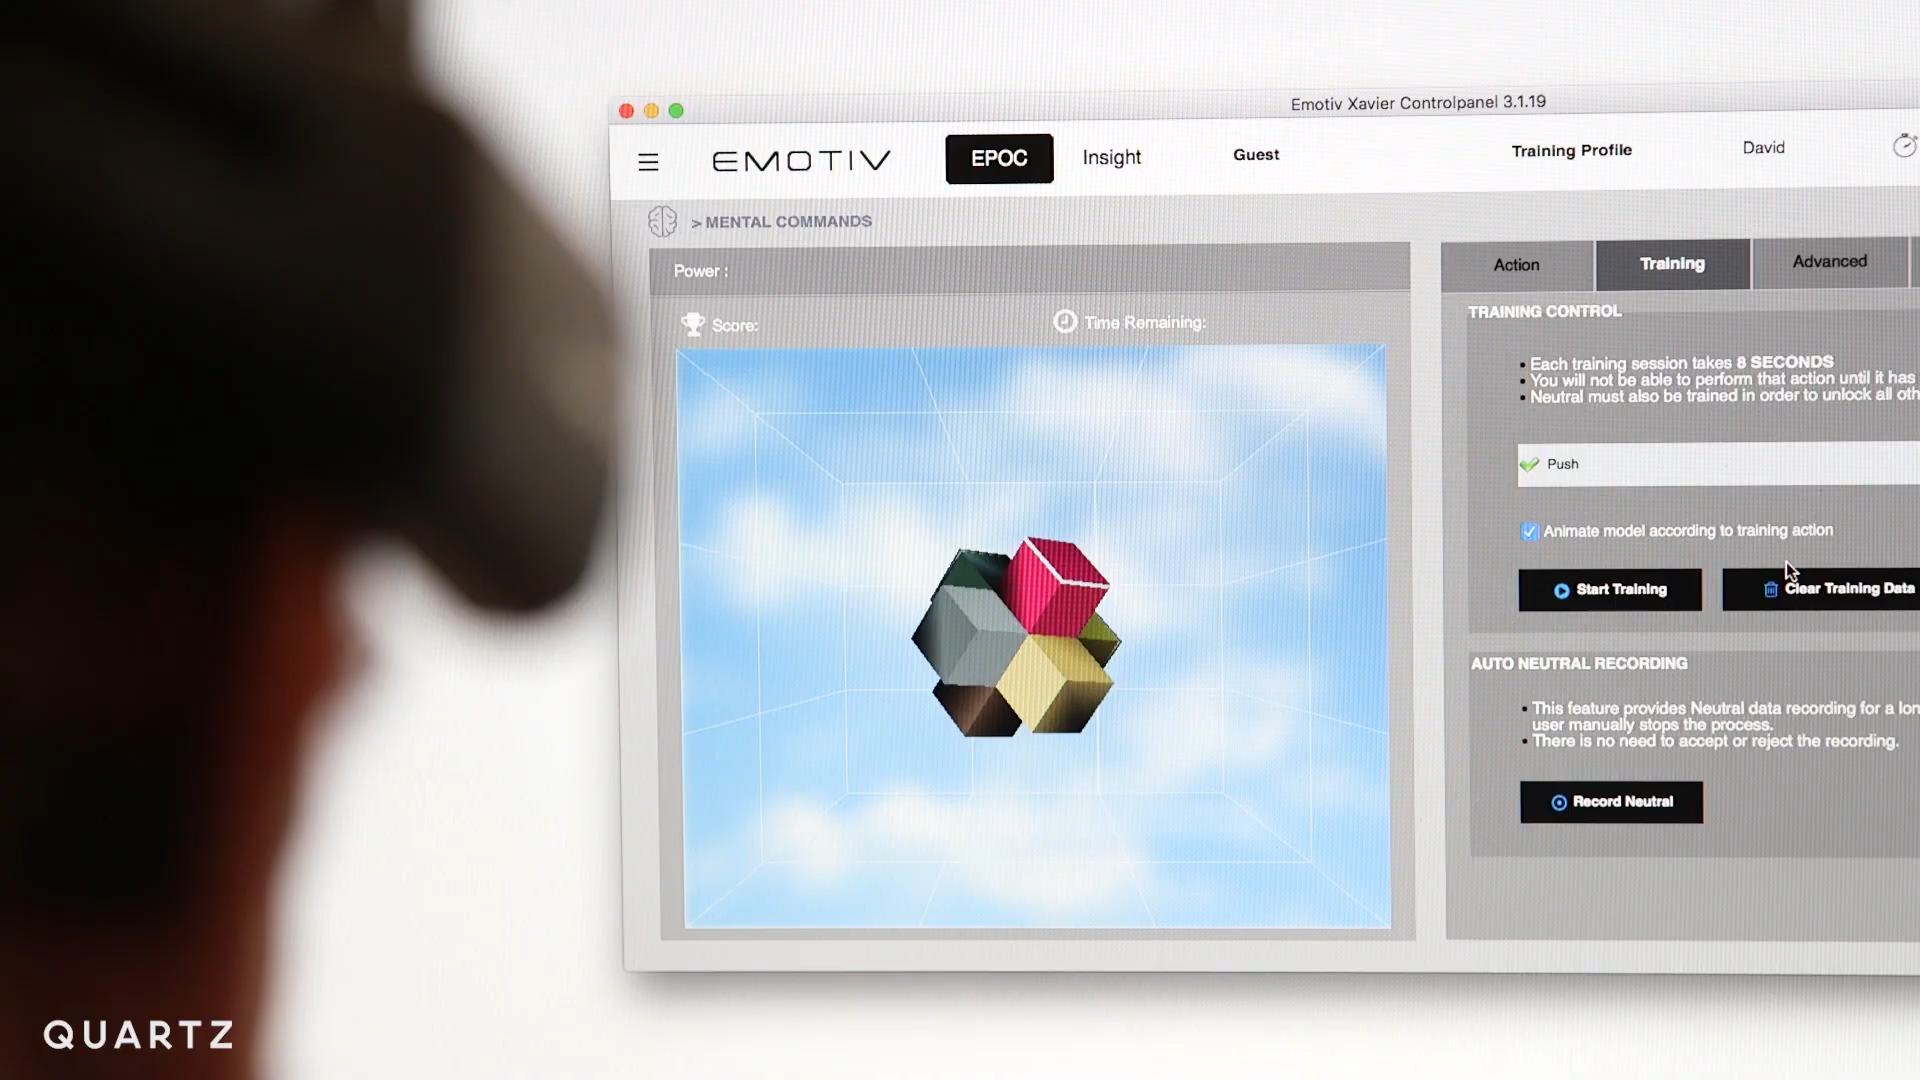 Emotiv Xavier Controlpanel 3.1.19
EMOTIV
EPOC
Insight
Guest
Training Profile
David
> MENTAL COMMANDS
Power :
Score:
Time Remaining:
Action
Training
Advanced
TRAINING CONTROL
• Each training session takes 8 SECONDS
• You will not be able to perform that action until it has
• Neutral must also be trained in order to unlock all oth
Push
Animate model according to training action
Start Training
Clear Training Data
AUTO NEUTRAL RECORDING
• This feature provides Neutral data recording for a lon
user manually stops the process.
• There is no need to accept or reject the recording.
Record Neutral
QUARTZ